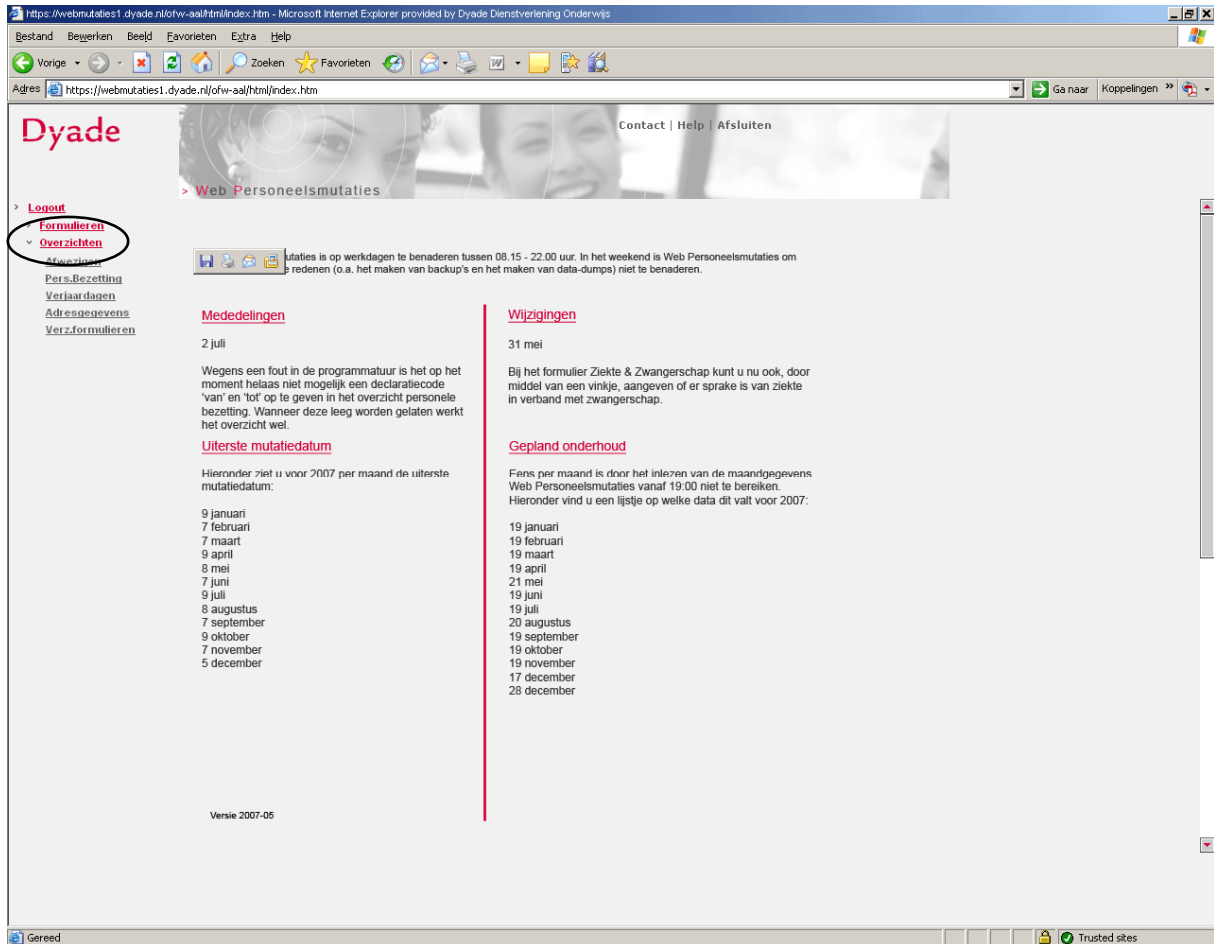 https://webmutaties1.dyade.nl/ofw-aal/html/index.htm - Microsoft Internet Explorer provided by Dyade Dienstverlening Onderwijs
Bestand Bewerken Beeld Favorieten Extra Help
Vorige Zoeken Favorieten
Adres https://webmutaties1.dyade.nl/ofw-aal/html/index.htm Ga naar Koppelingen »
Dyade
Contact | Help | Afsluiten
> Web Personeelsmutaties
> Logout
> Formulieren
Overzichten
Afwezigen
Pers.Bezetting
Verjaardagen
Adresgegevens
Verz.formulieren
utaties is op werkdagen te benaderen tussen 08.15 - 22.00 uur. In het weekend is Web Personeelsmutaties om
e redenen (o.a. het maken van backup's en het maken van data-dumps) niet te benaderen.
Mededelingen
2 juli
Wegens een fout in de programmatuur is het op het
moment helaas niet mogelijk een declaratiecode
'van' en 'tot' op te geven in het overzicht personele
bezetting. Wanneer deze leeg worden gelaten werkt
het overzicht wel.
Wijzigingen
31 mei
Bij het formulier Ziekte & Zwangerschap kunt u nu ook, door
middel van een vinkje, aangeven of er sprake is van ziekte
in verband met zwangerschap.
Uiterste mutatiedatum
Hieronder ziet u voor 2007 per maand de uiterste
mutatiedatum:
9 januari
7 februari
7 maart
9 april
8 mei
7 juni
9 juli
8 augustus
7 september
9 oktober
7 november
5 december
Gepland onderhoud
Eens per maand is door het inlezen van de maandgegevens
Web Personeelsmutaties vanaf 19:00 niet te bereiken.
Hieronder vind u een lijstje op welke data dit valt voor 2007:
19 januari
19 februari
19 maart
19 april
21 mei
19 juni
19 juli
20 augustus
19 september
19 oktober
19 november
17 december
28 december
Versie 2007-05
Gereed
Trusted sites